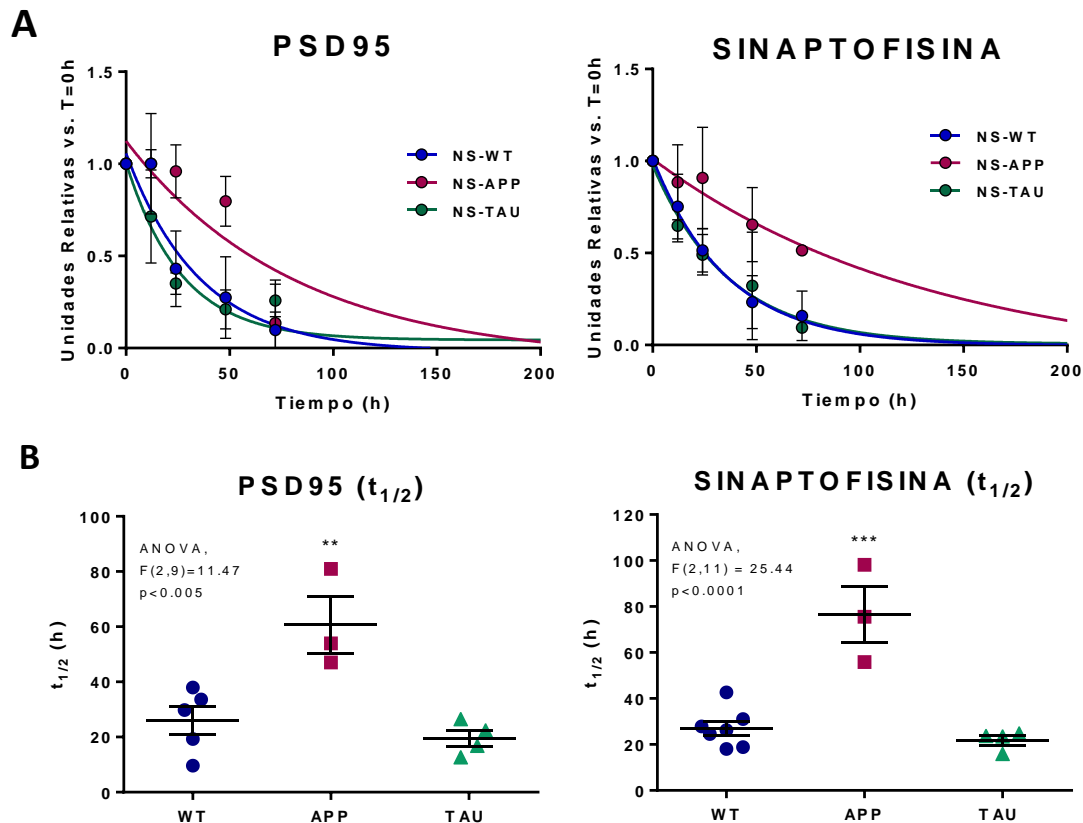 A
PSD95
Unidades Relativas vs. T=0h
1.5
1.0
0.5
0.0
0
50
100
150
200
Tiempo (h)
NS-WT
NS-APP
NS-TAU
SINAPTOFISINA
Unidades Relativas vs. T=0h
1.5
1.0
0.5
0.0
0
50
100
150
200
Tiempo (h)
NS-WT
NS-APP
NS-TAU
B
PSD95 (t1/2)
t1/2 (h)
100
80
60
40
20
0
ANOVA,
F(2,9)=11.47
p<0.005
**
WT
APP
TAU
SINAPTOFISINA (t1/2)
t1/2 (h)
120
100
80
60
40
20
0
ANOVA,
F(2,11) = 25.44
p<0.0001
***
WT
APP
TAU